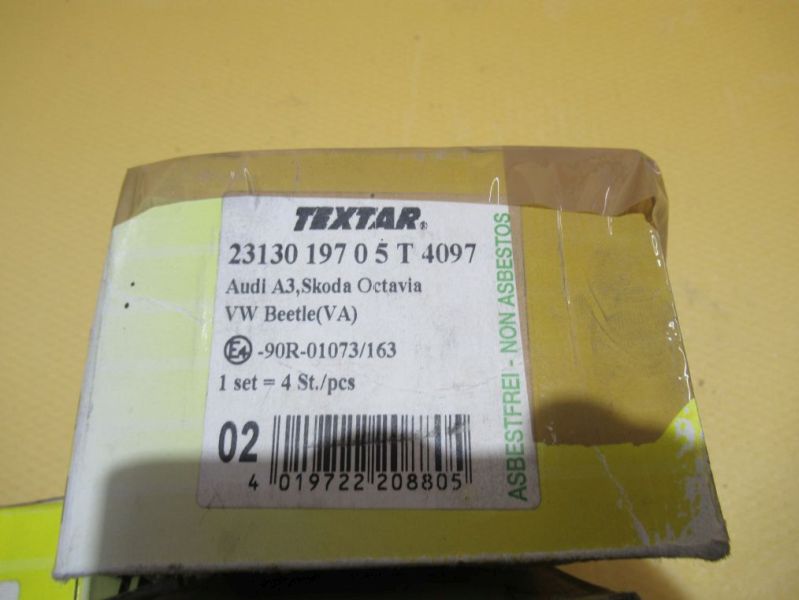 TEXTAR®
23130 197 0 5 T 4097
Audi A3,Skoda Octavia
VW Beetle(VA)
E4 -90R-01073/163
1 set = 4 St./pcs
02
4 019722 208805
ASBESTFREI - NON ASBESTOS